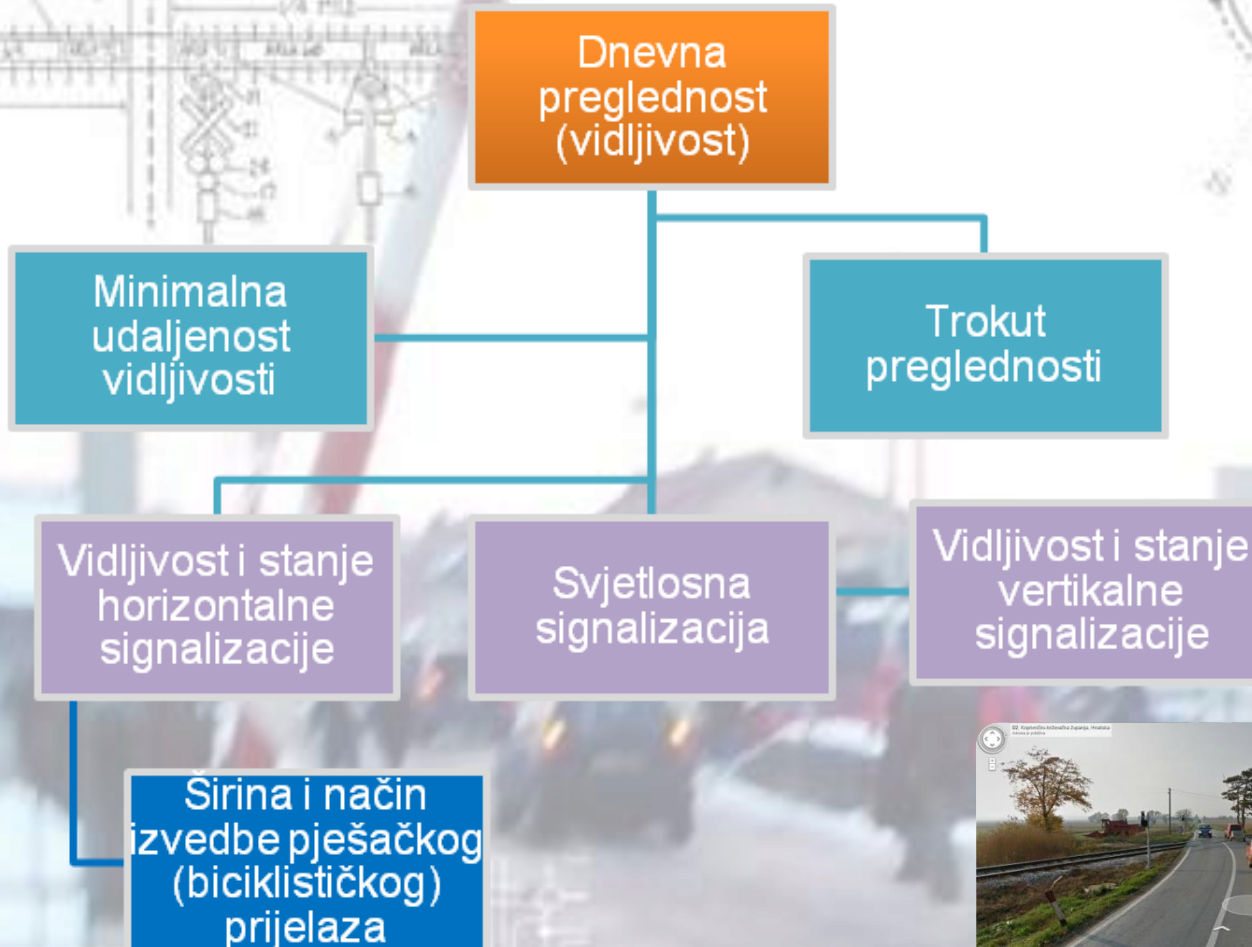 Dnevna
preglednost
(vidljivost)
Minimalna
udaljenost
vidljivosti
Trokut
preglednosti
Vidljivost i stanje
horizontalne
signalizacije
Svjetlosna
signalizacija
Vidljivost i stanje
vertikalne
signalizacije
Širina i način
izvedbe pješačkog
(biciklističkog)
prijelaza